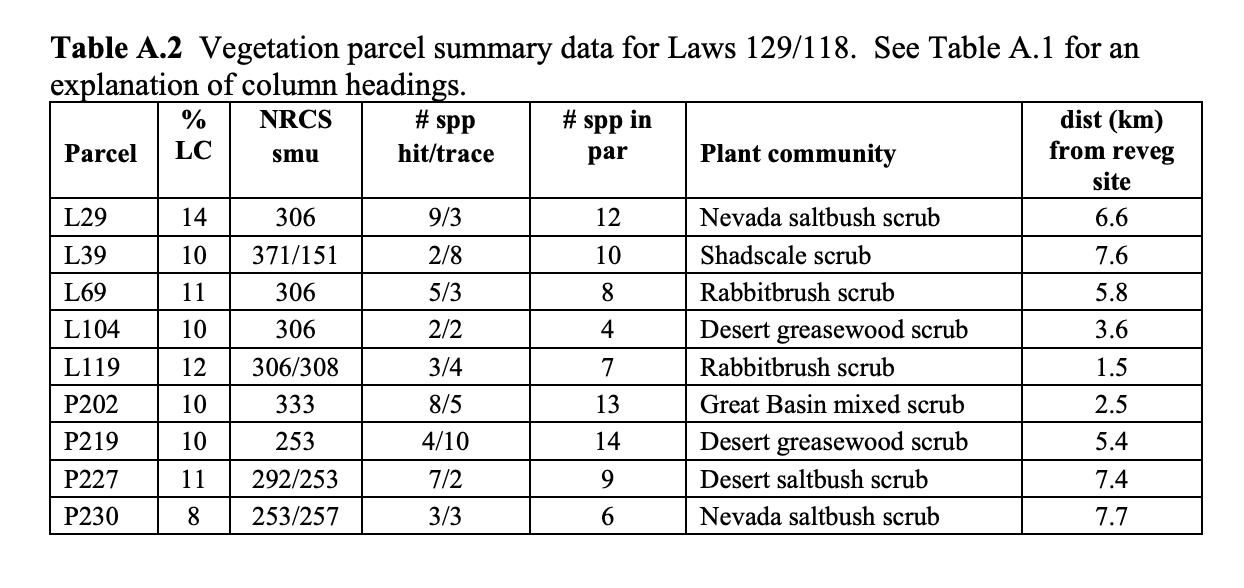 Table A.2 Vegetation parcel summary data for Laws 129/118. See Table A.1 for an
explanation of column headings.
Parcel | % LC | NRCS smu | # spp hit/trace | # spp in par | Plant community | dist (km) from reveg site
L29 | 14 | 306 | 9/3 | 12 | Nevada saltbush scrub | 6.6
L39 | 10 | 371/151 | 2/8 | 10 | Shadscale scrub | 7.6
L69 | 11 | 306 | 5/3 | 8 | Rabbitbrush scrub | 5.8
L104 | 10 | 306 | 2/2 | 4 | Desert greasewood scrub | 3.6
L119 | 12 | 306/308 | 3/4 | 7 | Rabbitbrush scrub | 1.5
P202 | 10 | 333 | 8/5 | 13 | Great Basin mixed scrub | 2.5
P219 | 10 | 253 | 4/10 | 14 | Desert greasewood scrub | 5.4
P227 | 11 | 292/253 | 7/2 | 9 | Desert saltbush scrub | 7.4
P230 | 8 | 253/257 | 3/3 | 6 | Nevada saltbush scrub | 7.7